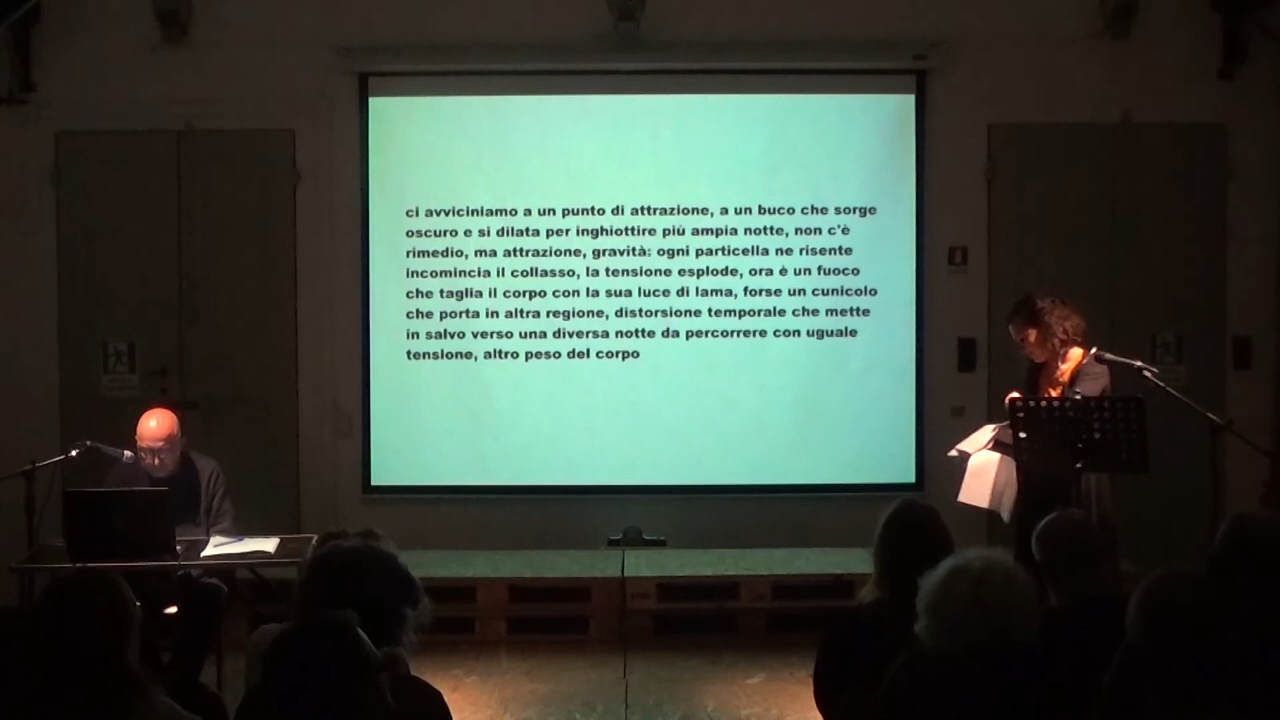 ci avviciniamo a un punto di attrazione, a un buco che sorge
oscuro e si dilata per inghiottire più ampia notte, non c'è
rimedio, ma attrazione, gravità: ogni particella ne risente
incomincia il collasso, la tensione esplode, ora è un fuoco
che taglia il corpo con la sua luce di lama, forse un cunicolo
che porta in altra regione, distorsione temporale che mette
in salvo verso una diversa notte da percorrere con uguale
tensione, altro peso del corpo